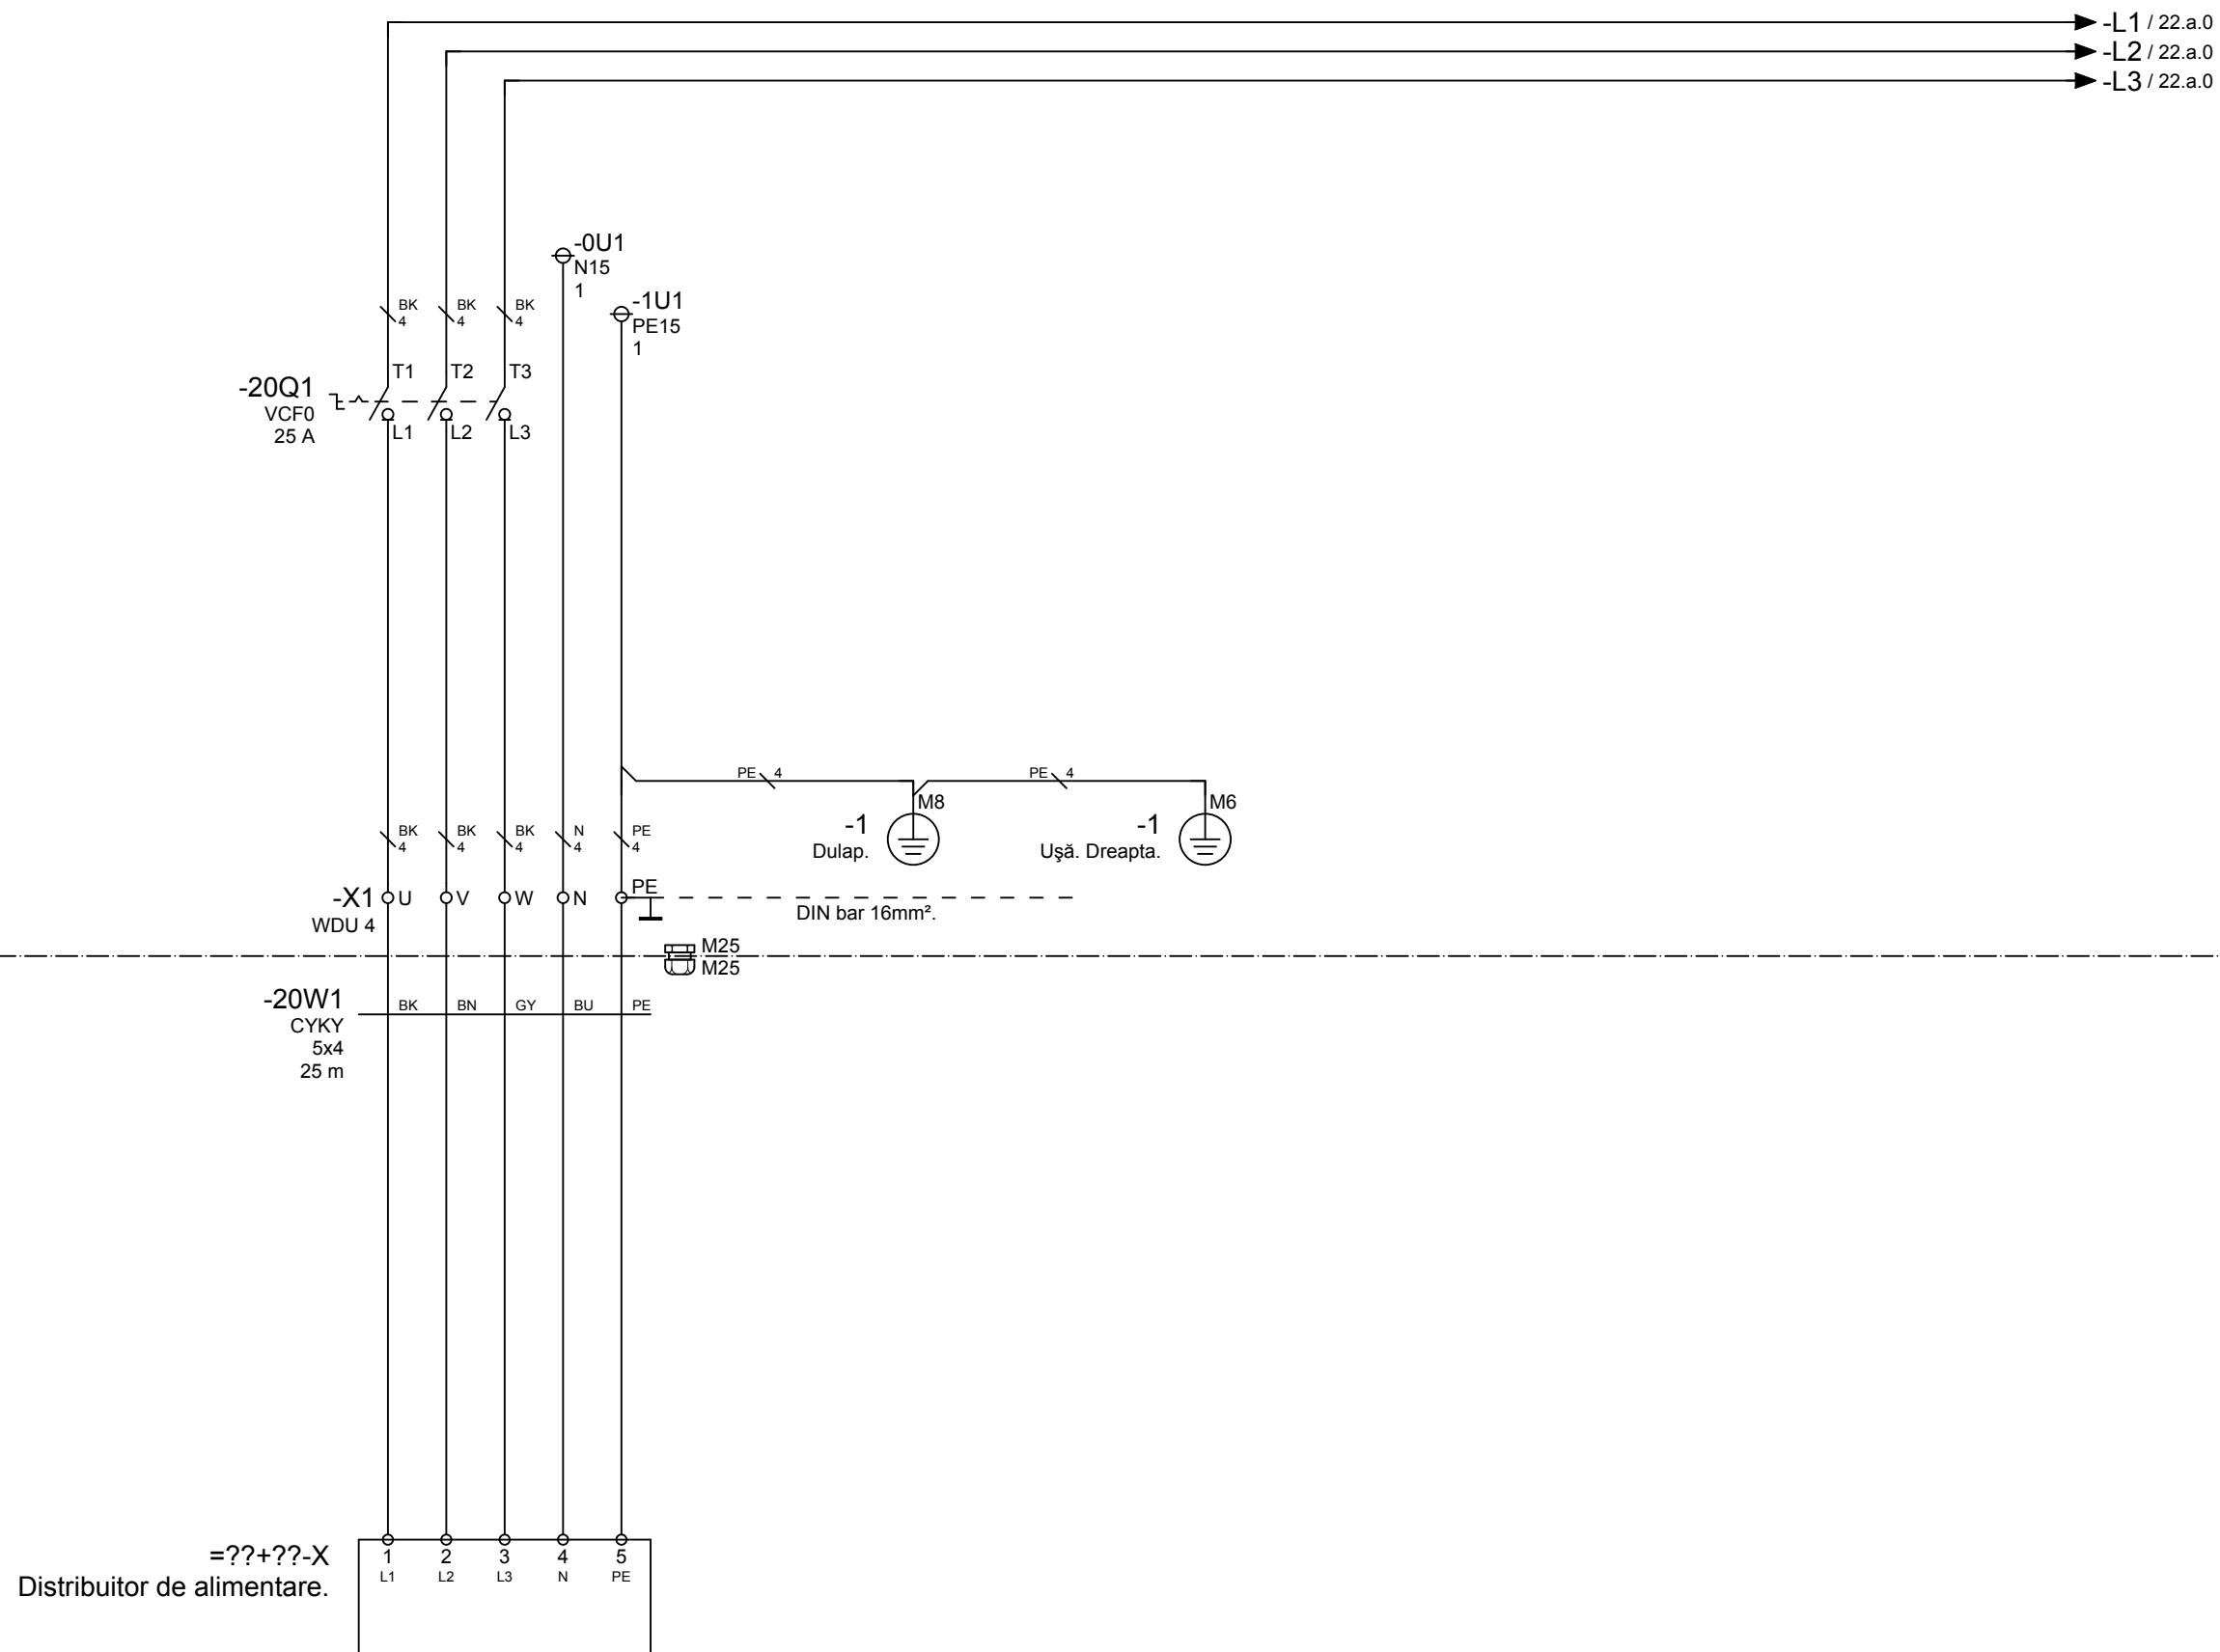 -L1 / 22.a.0
-L2 / 22.a.0
-L3 / 22.a.0
-0U1
N15
1
-1U1
PE15
1
BK
4
BK
4
BK
4
T1
T2
T3
-20Q1
VCF0
25 A
L1
L2
L3
PE 4
PE 4
M8
M6
-1
Dulap.
-1
Uşă. Dreapta.
BK
4
BK
4
BK
4
N
4
PE
4
-X1
WDU 4
U
V
W
N
PE
DIN bar 16mm².
M25
M25
-20W1
CYKY
5x4
25 m
BK
BN
GY
BU
PE
=??+??-X
Distribuitor de alimentare.
1
L1
2
L2
3
L3
4
N
5
PE